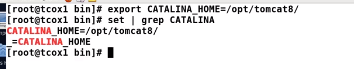 [root@tcox1 bin]# export CATALINA_HOME=/opt/tomcat8/
[root@tcox1 bin]# set | grep CATALINA
CATALINA_HOME=/opt/tomcat8/
_=CATALINA_HOME
[root@tcox1 bin]#